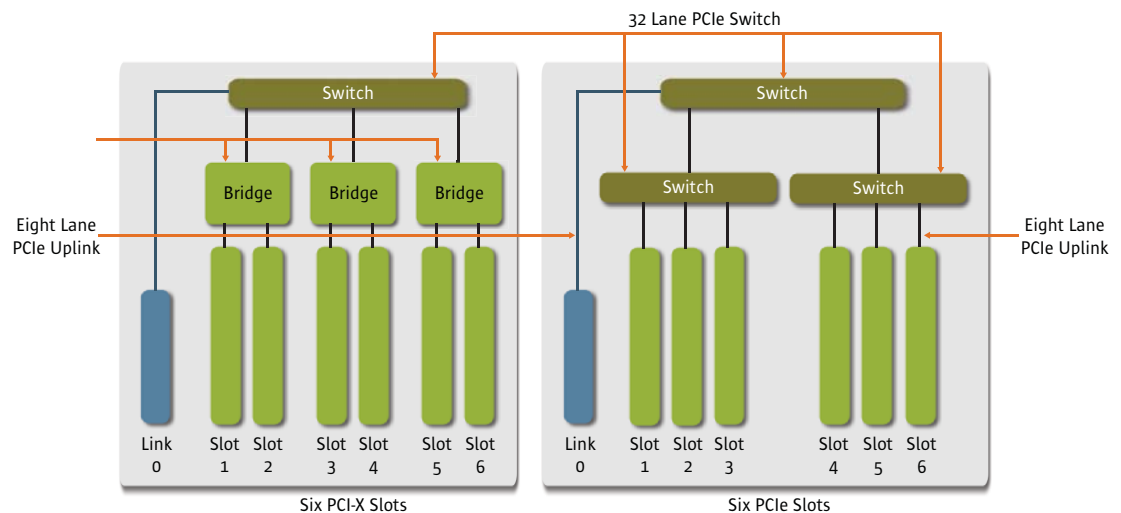 32 Lane PCIe Switch
Switch
Switch
Bridge
Bridge
Bridge
Switch
Switch
Eight Lane
PCIe Uplink
Eight Lane
PCIe Uplink
Link
0
Slot
1
Slot
2
Slot
3
Slot
4
Slot
5
Slot
6
Link
0
Slot
1
Slot
2
Slot
3
Slot
4
Slot
5
Slot
6
Six PCI-X Slots
Six PCIe Slots